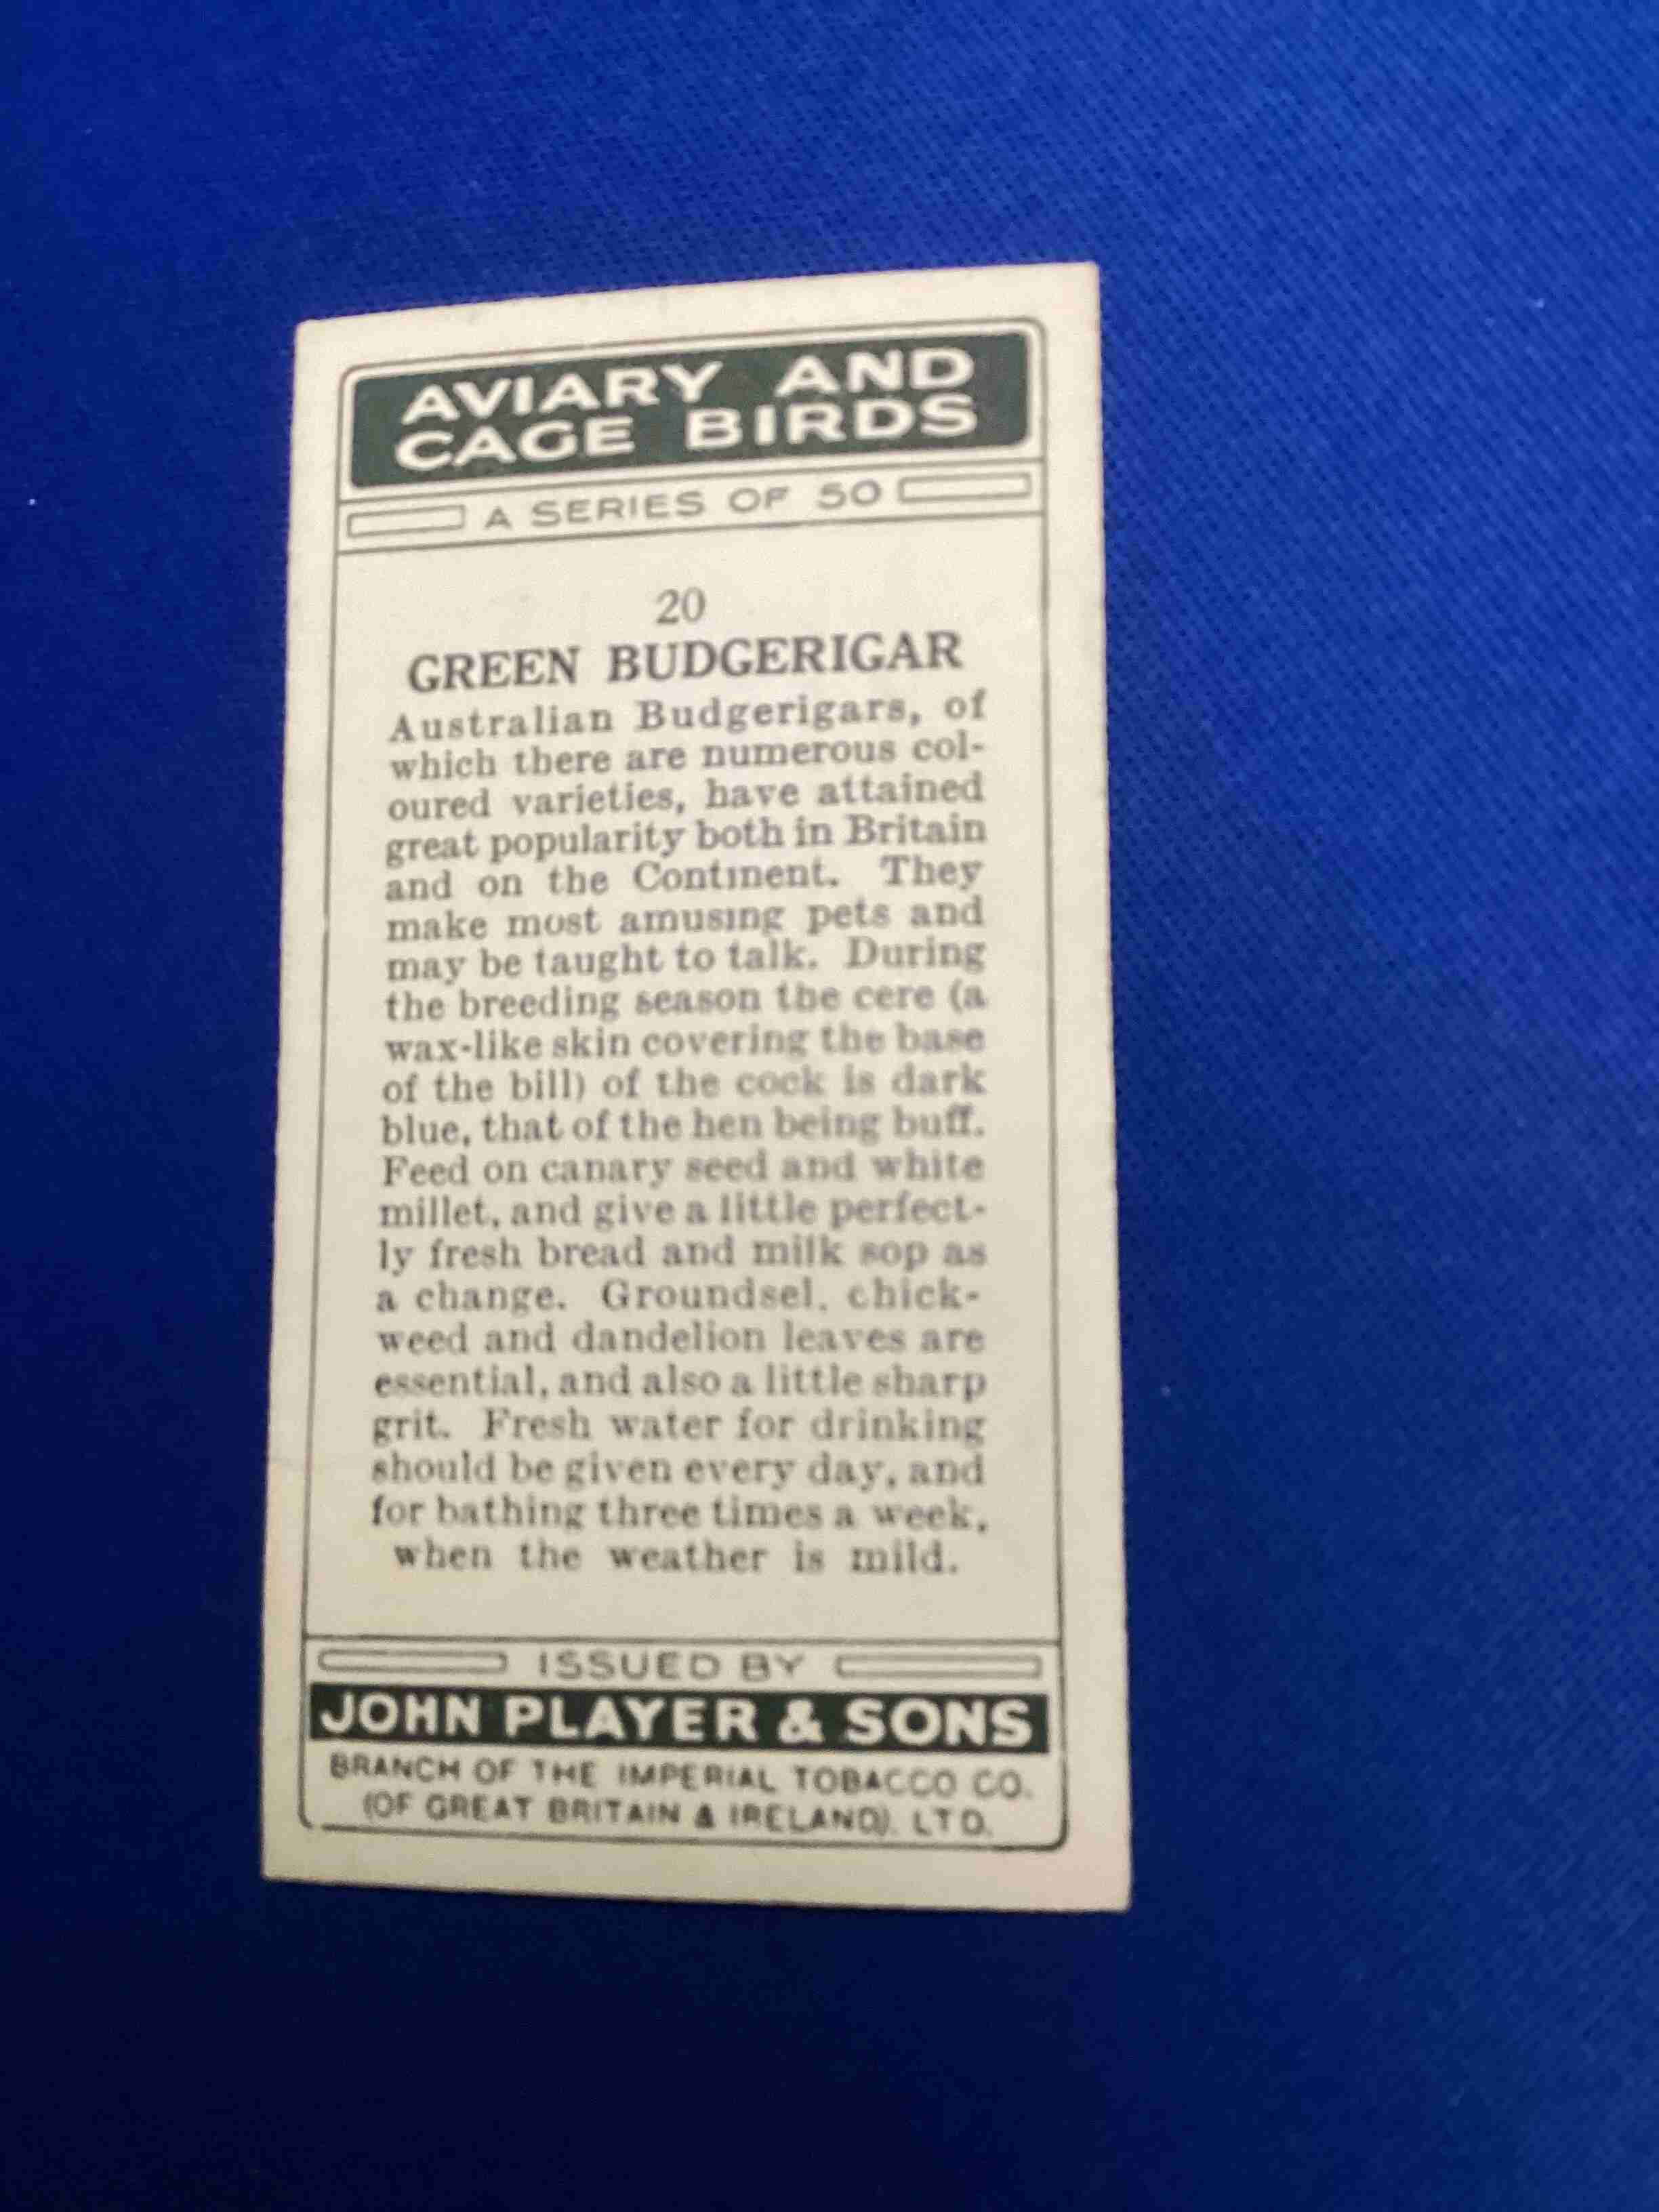 AVIARY AND
CAGE BIRDS
A SERIES OF 50
20
GREEN BUDGERIGAR
Australian Budgerigars, of
which there are numerous col-
oured varieties, have attained
great popularity both in Britain
and on the Continent. They
make most amusing pets and
may be taught to talk. During
the breeding season the cere (a
wax-like skin covering the base
of the bill) of the cock is dark
blue, that of the hen being buff.
Feed on canary seed and white
millet, and give a little perfect-
ly fresh bread and milk sop as
a change. Groundsel, chick-
weed and dandelion leaves are
essential, and also a little sharp
grit. Fresh water for drinking
should be given every day, and
for bathing three times a week,
when the weather is mild.
ISSUED BY
JOHN PLAYER & SONS
BRANCH OF THE IMPERIAL TOBACCO CO.
(OF GREAT BRITAIN & IRELAND), LTD.